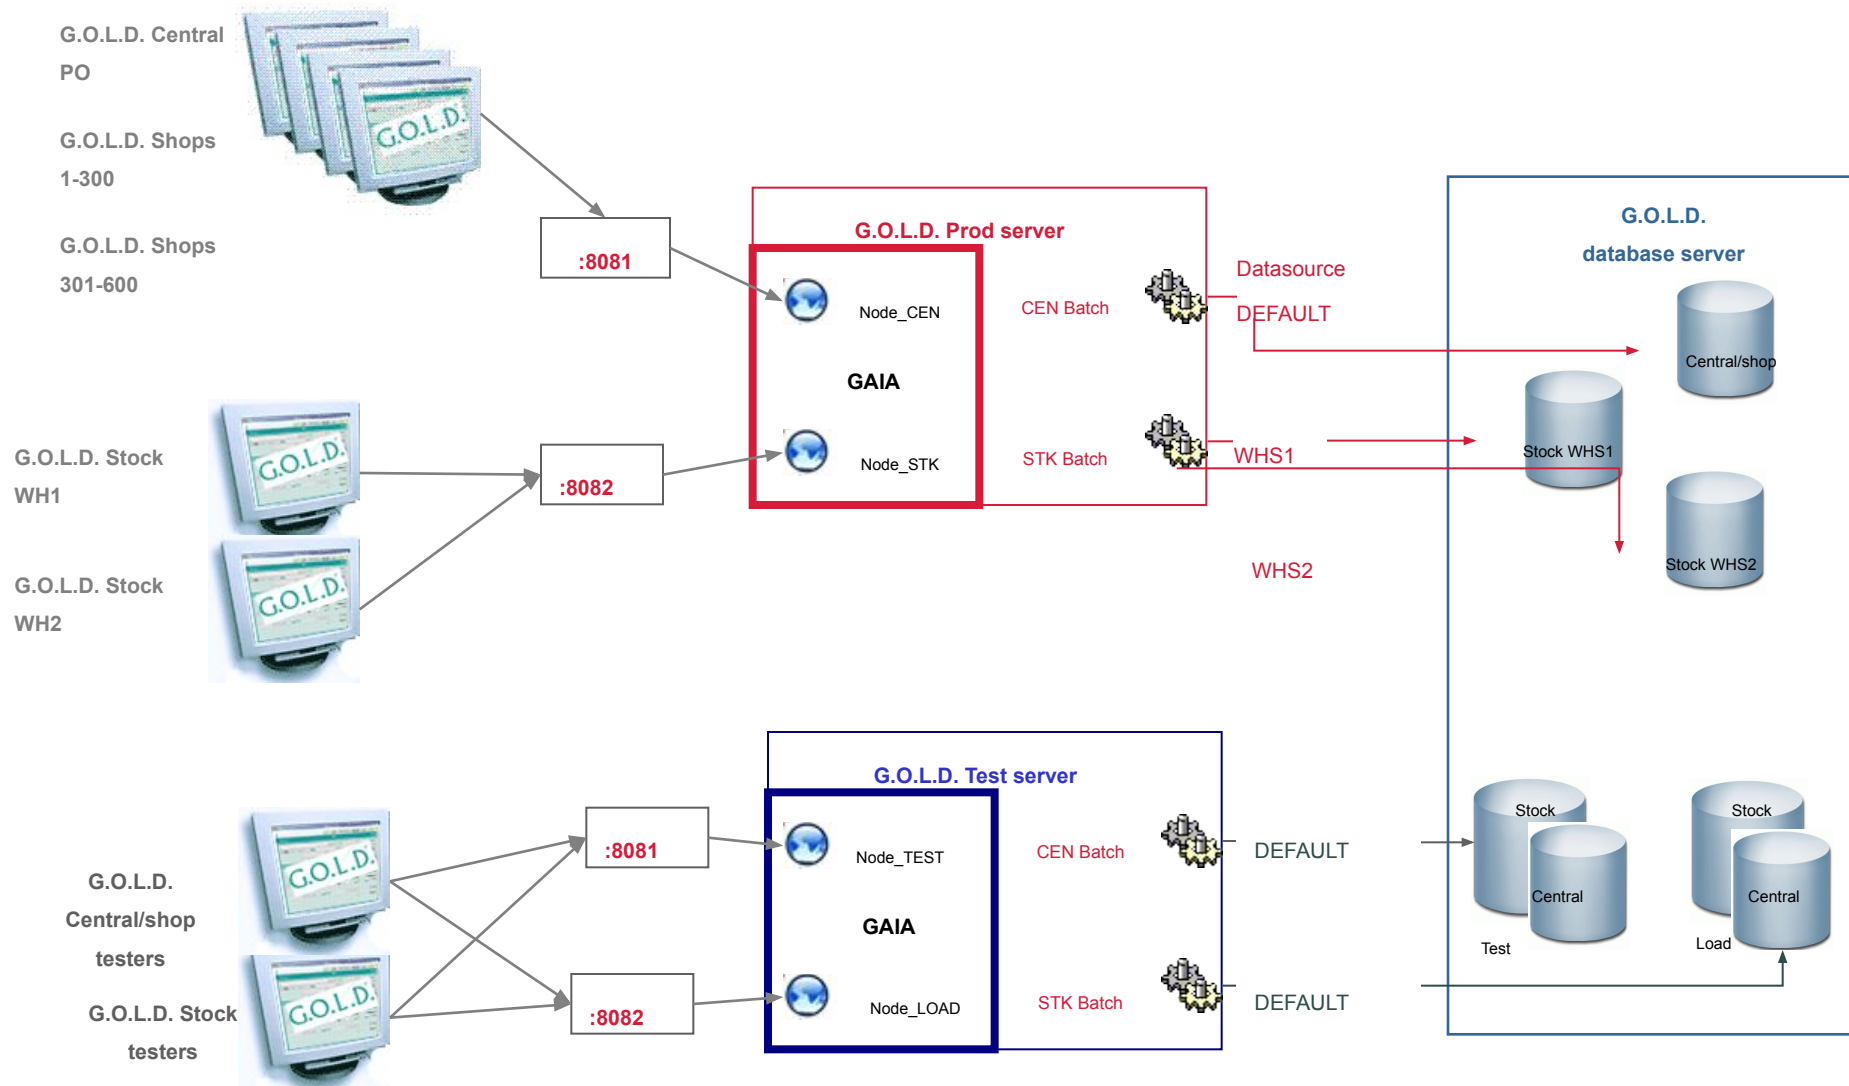 G.O.L.D. Central
PO
G.O.L.D. Shops
1-300
G.O.L.D. Shops
301-600
G.O.L.D.
:8081
G.O.L.D. Prod server
Node_CEN
CEN Batch
GAIA
Node_STK
STK Batch
Datasource
DEFAULT
WHS1
WHS2
G.O.L.D.
database server
Central/shop
Stock WHS1
Stock WHS2
G.O.L.D. Stock
WH1
G.O.L.D.
:8082
G.O.L.D. Stock
WH2
G.O.L.D.
G.O.L.D. Test server
G.O.L.D.
Central/shop
testers
G.O.L.D.
:8081
Node_TEST
CEN Batch
DEFAULT
GAIA
G.O.L.D. Stock
testers
G.O.L.D.
:8082
Node_LOAD
STK Batch
DEFAULT
Stock
Central
Test
Stock
Central
Load